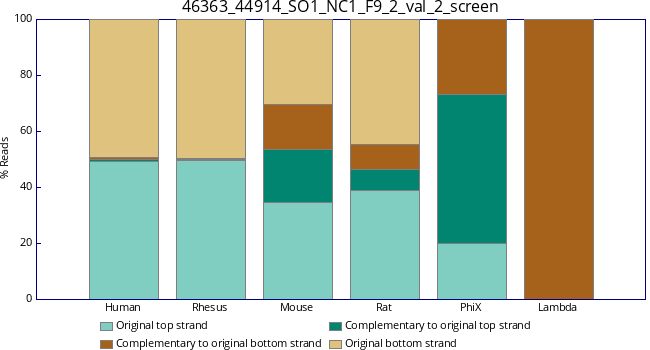 46363_44914_SO1_NC1_F9_2_val_2_screen
100
80
60
40
20
0
% Reads
Human Rhesus Mouse Rat PhiX Lambda
Original top strand Complementary to original top strand
Complementary to original bottom strand Original bottom strand